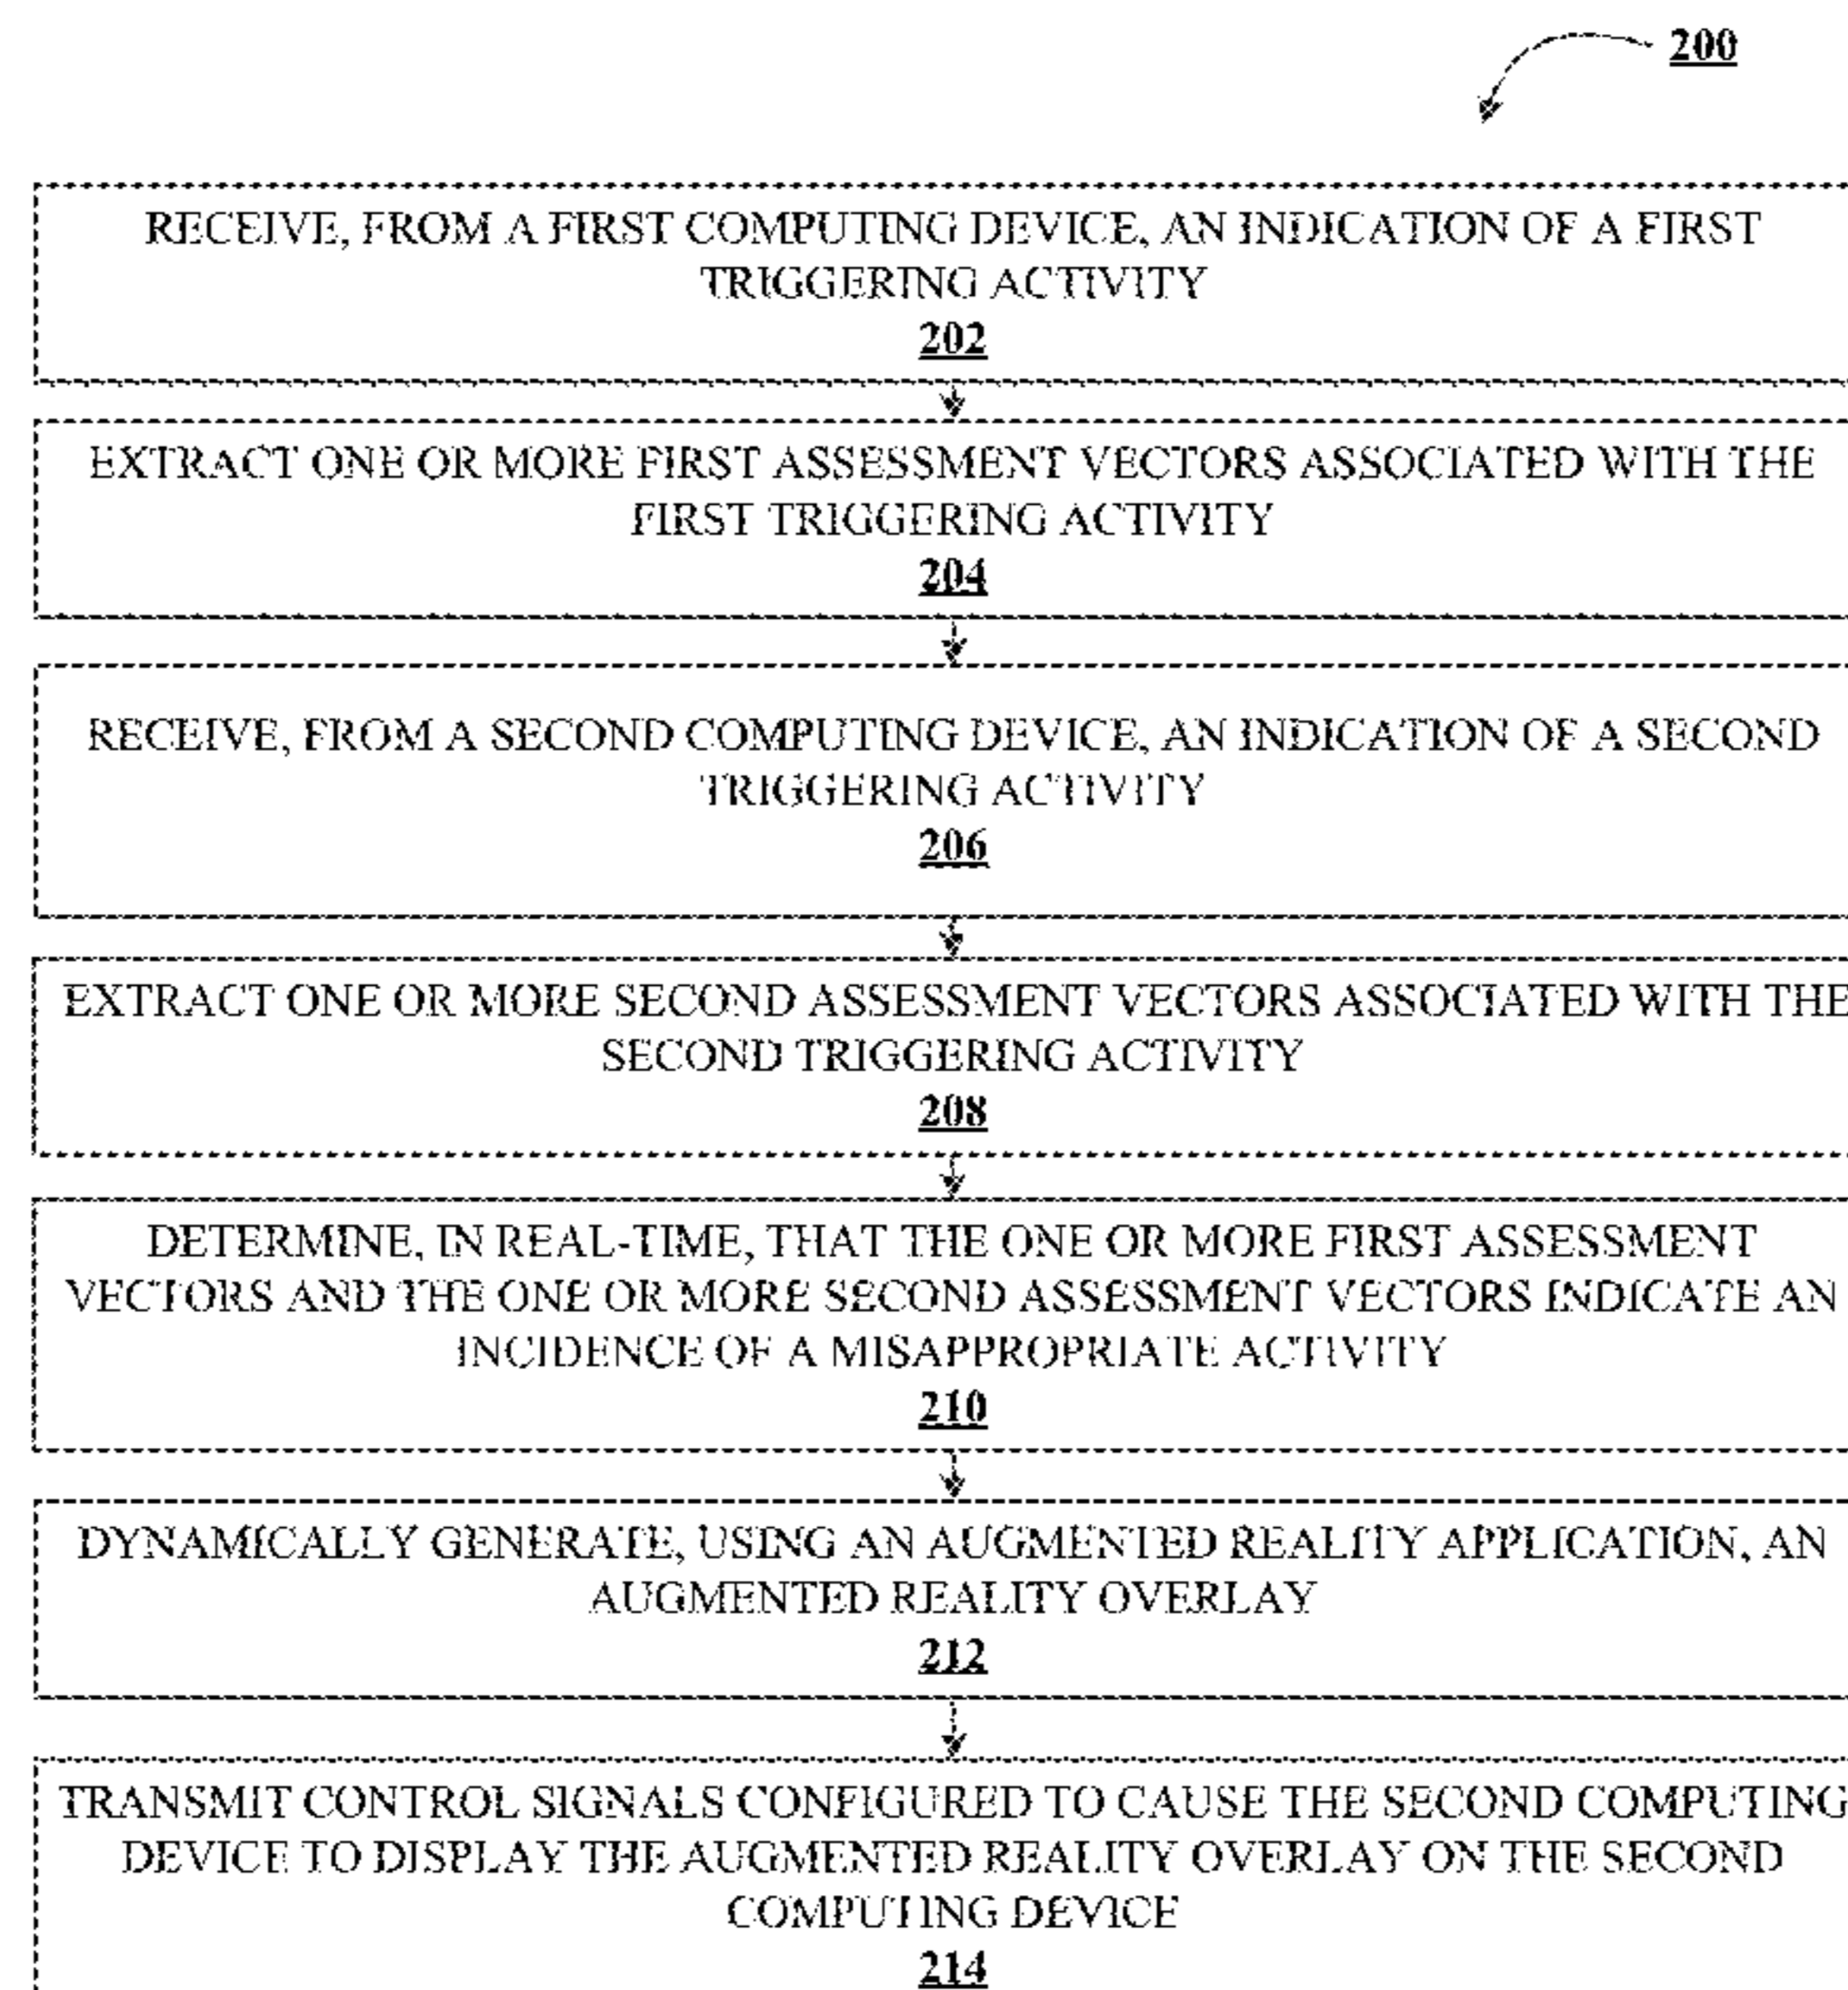 200
RECEIVE, FROM A FIRST COMPUTING DEVICE, AN INDICATION OF A FIRST
TRIGGERING ACTIVITY
202
EXTRACT ONE OR MORE FIRST ASSESSMENT VECTORS ASSOCIATED WITH THE
FIRST TRIGGERING ACTIVITY
204
RECEIVE, FROM A SECOND COMPUTING DEVICE, AN INDICATION OF A SECOND
TRIGGERING ACTIVITY
206
EXTRACT ONE OR MORE SECOND ASSESSMENT VECTORS ASSOCIATED WITH THE
SECOND TRIGGERING ACTIVITY
208
DETERMINE, IN REAL-TIME, THAT THE ONE OR MORE FIRST ASSESSMENT
VECTORS AND THE ONE OR MORE SECOND ASSESSMENT VECTORS INDICATE AN
INCIDENCE OF A MISAPPROPRIATE ACTIVITY
210
DYNAMICALLY GENERATE, USING AN AUGMENTED REALITY APPLICATION, AN
AUGMENTED REALITY OVERLAY
212
TRANSMIT CONTROL SIGNALS CONFIGURED TO CAUSE THE SECOND COMPUTING
DEVICE TO DISPLAY THE AUGMENTED REALITY OVERLAY ON THE SECOND
COMPUTING DEVICE
214